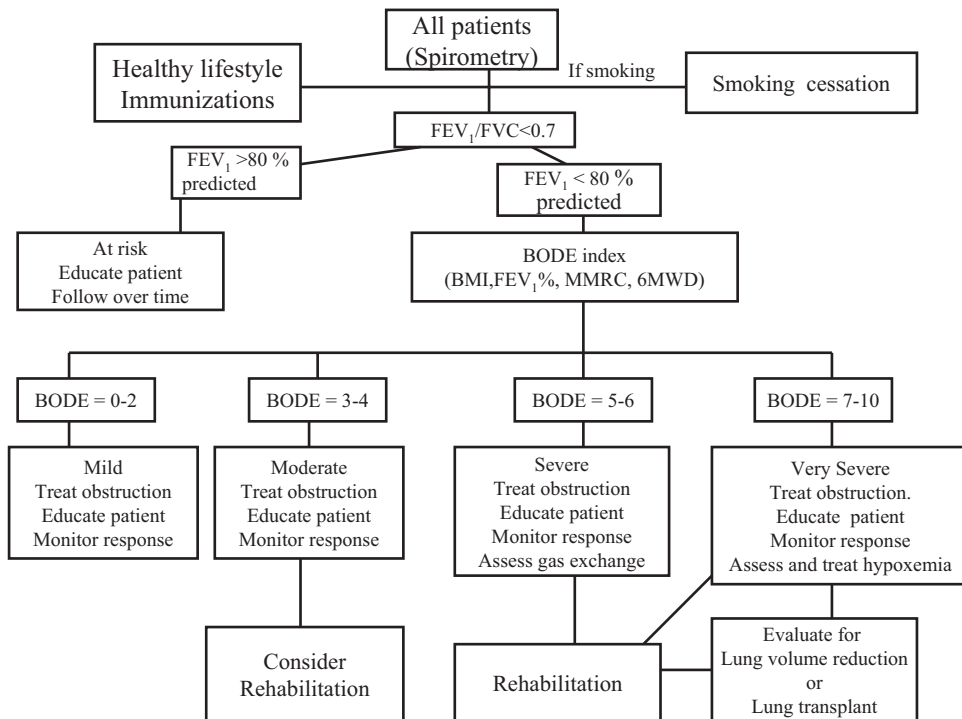 All patients
(Spirometry)
Healthy lifestyle
Immunizations
If smoking
Smoking cessation
FEV₁/FVC<0.7
FEV₁ >80 %
predicted
FEV₁ < 80 %
predicted
At risk
Educate patient
Follow over time
BODE index
(BMI,FEV₁%, MMRC, 6MWD)
BODE = 0-2
BODE = 3-4
BODE = 5-6
BODE = 7-10
Mild
Treat obstruction
Educate patient
Monitor response
Moderate
Treat obstruction
Educate patient
Monitor response
Severe
Treat obstruction
Educate patient
Monitor response
Assess gas exchange
Very Severe
Treat obstruction.
Educate patient
Monitor response
Assess and treat hypoxemia
Consider
Rehabilitation
Rehabilitation
Evaluate for
Lung volume reduction
or
Lung transplant